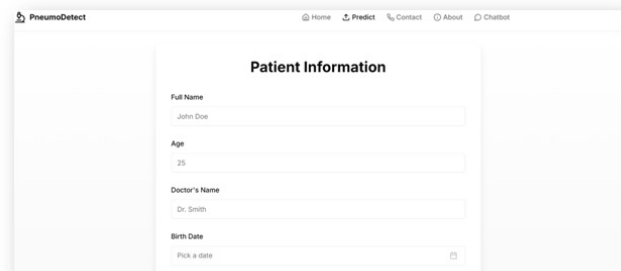 PneumoDetect Home Predict Contact About Chatbot
Patient Information
Full Name
John Doe
Age
25
Doctor's Name
Dr. Smith
Birth Date
Pick a date